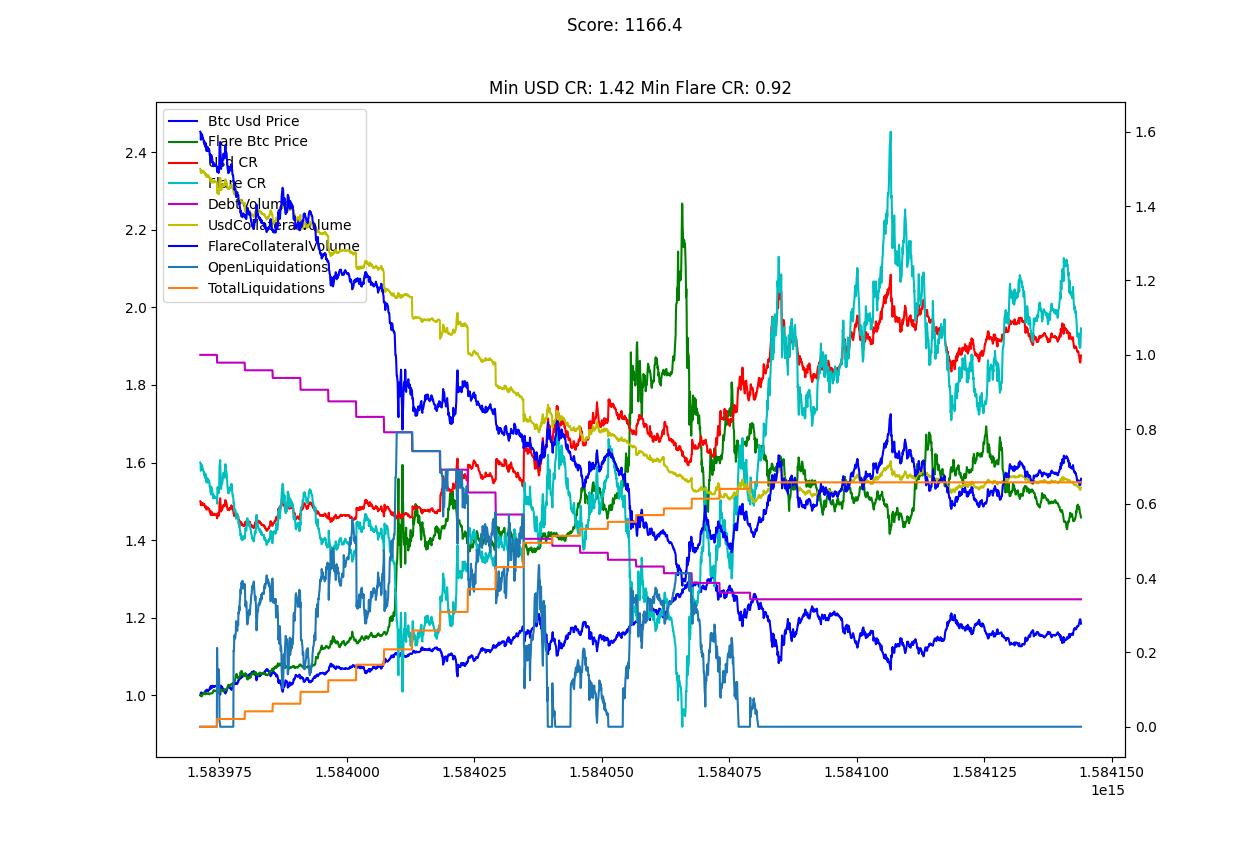 Score: 1166.4
Min USD CR: 1.42 Min Flare CR: 0.92
Btc Usd Price
Flare Btc Price
Usd CR
Flare CR
DebtVolume
UsdCollateralVolume
FlareCollateralVolume
OpenLiquidations
TotalLiquidations
2.4
2.2
2.0
1.8
1.6
1.4
1.2
1.0
1.6
1.4
1.2
1.0
0.8
0.6
0.4
0.2
0.0
1.583975 1.584000 1.584025 1.584050 1.584075 1.584100 1.584125 1.584150
1e15